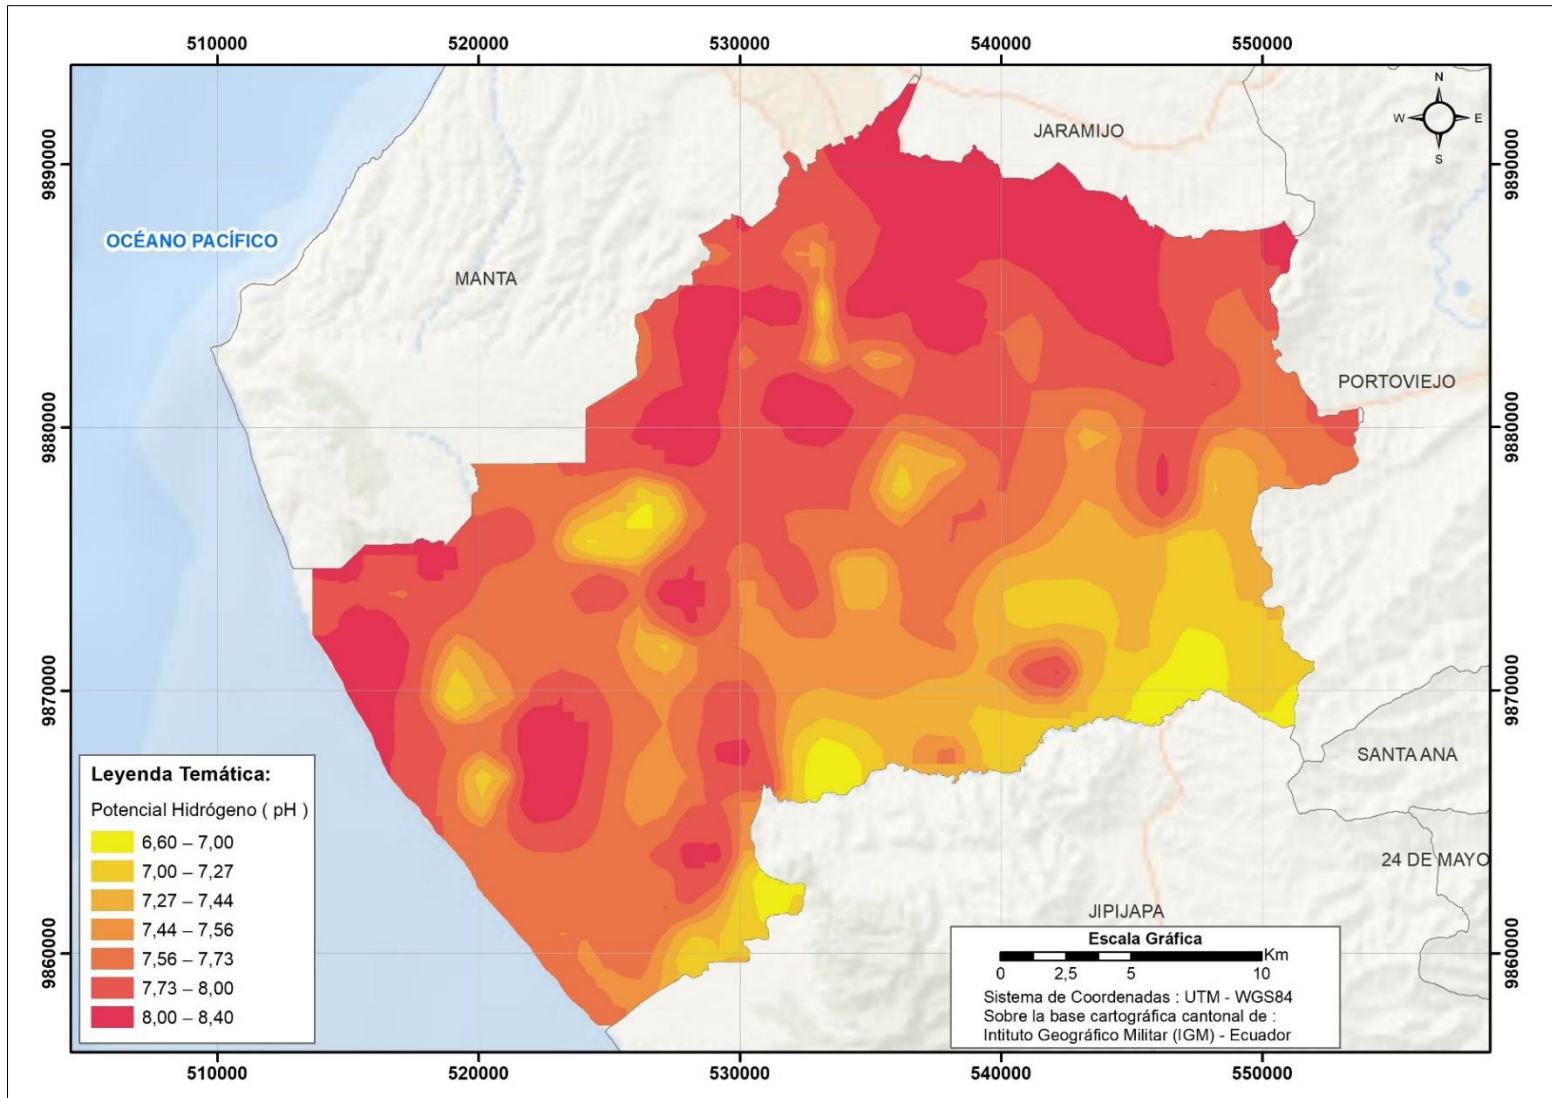 510000 520000 530000 540000 550000
N
W E
S
JARAMIJO
9890000 9890000
OCÉANO PACÍFICO
MANTA
PORTOVIEJO
9880000 9880000
9870000 9870000
SANTA ANA
Leyenda Temática:
Potencial Hidrógeno ( pH )
6,60 – 7,00
7,00 – 7,27
7,27 – 7,44
7,44 – 7,56
7,56 – 7,73
7,73 – 8,00
8,00 – 8,40
24 DE MAYO
JIPIJAPA
9860000 9860000
Escala Gráfica
Km
0 2,5 5 10
Sistema de Coordenadas : UTM - WGS84
Sobre la base cartográfica cantonal de :
Intituto Geográfico Militar (IGM) - Ecuador
510000 520000 530000 540000 550000